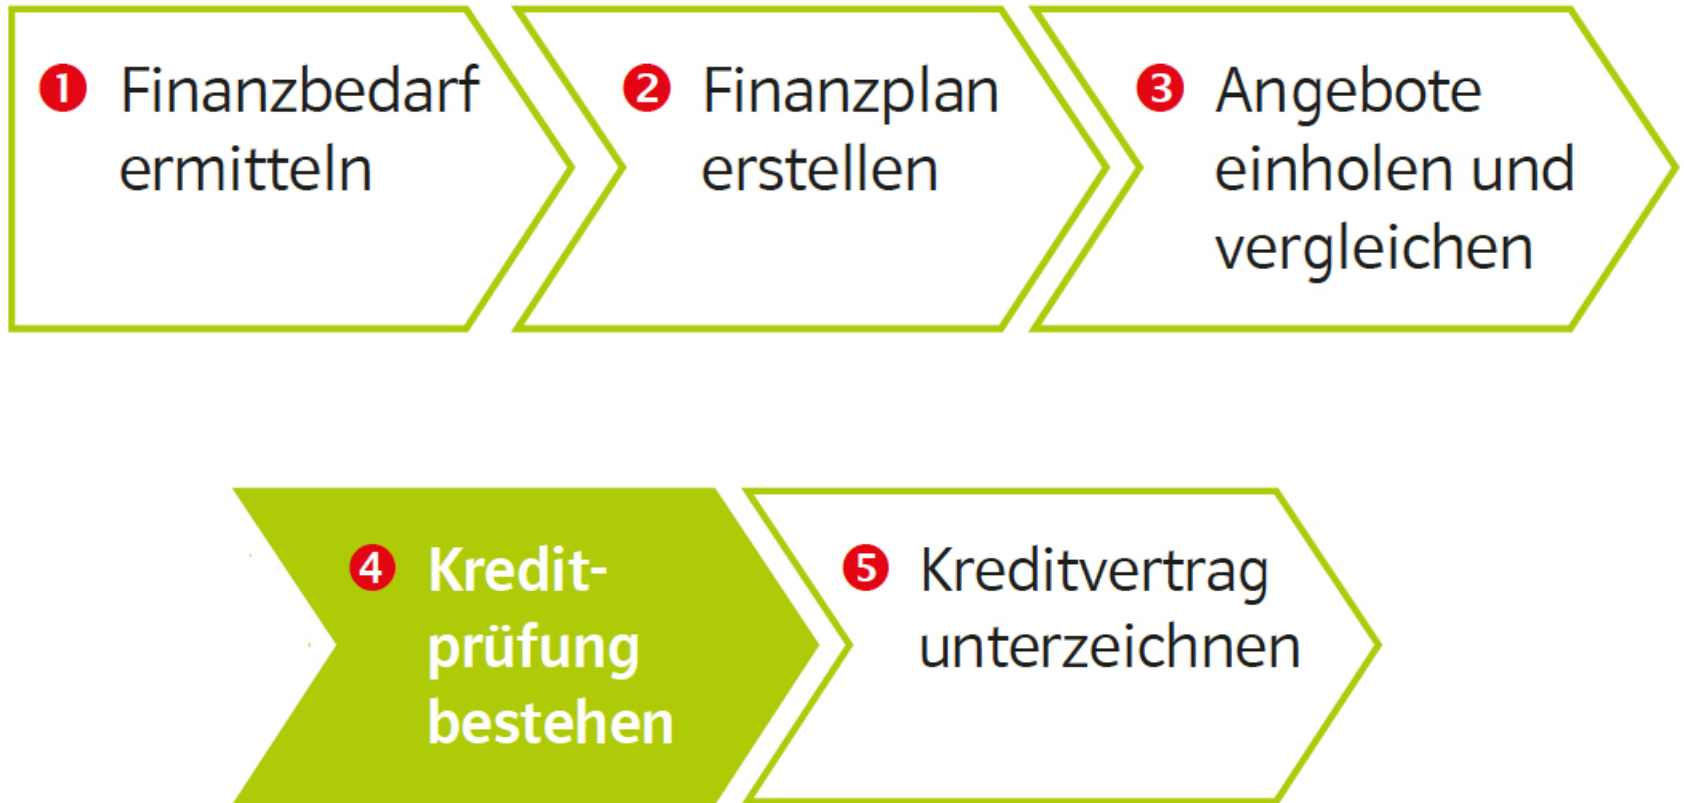 ❶ Finanzbedarf
ermitteln
❷ Finanzplan
erstellen
❸ Angebote
einholen und
vergleichen
❹ Kredit-
prüfung
bestehen
❺ Kreditvertrag
unterzeichnen